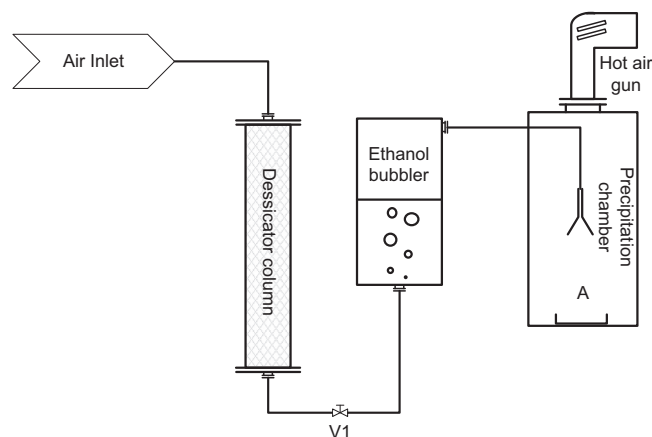 Air Inlet
Dessicator column
V1
Ethanol
bubbler
Hot air
gun
Precipitation
chamber
A